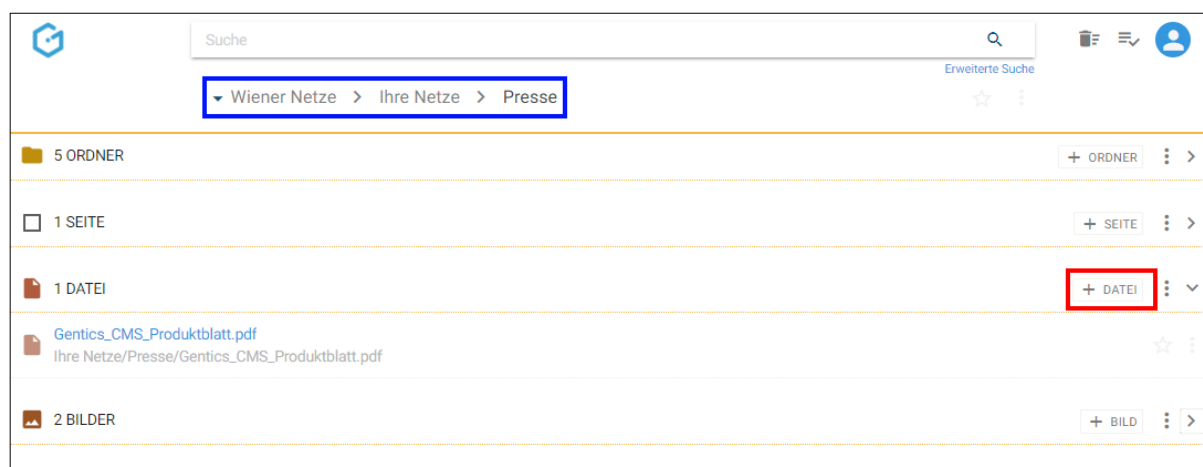 Suche
Erweiterte Suche
Wiener Netze > Ihre Netze > Presse
5 ORDNER
+ ORDNER
1 SEITE
+ SEITE
1 DATEI
+ DATEI
Gentics_CMS_Produktblatt.pdf
Ihre Netze/Presse/Gentics_CMS_Produktblatt.pdf
2 BILDER
+ BILD